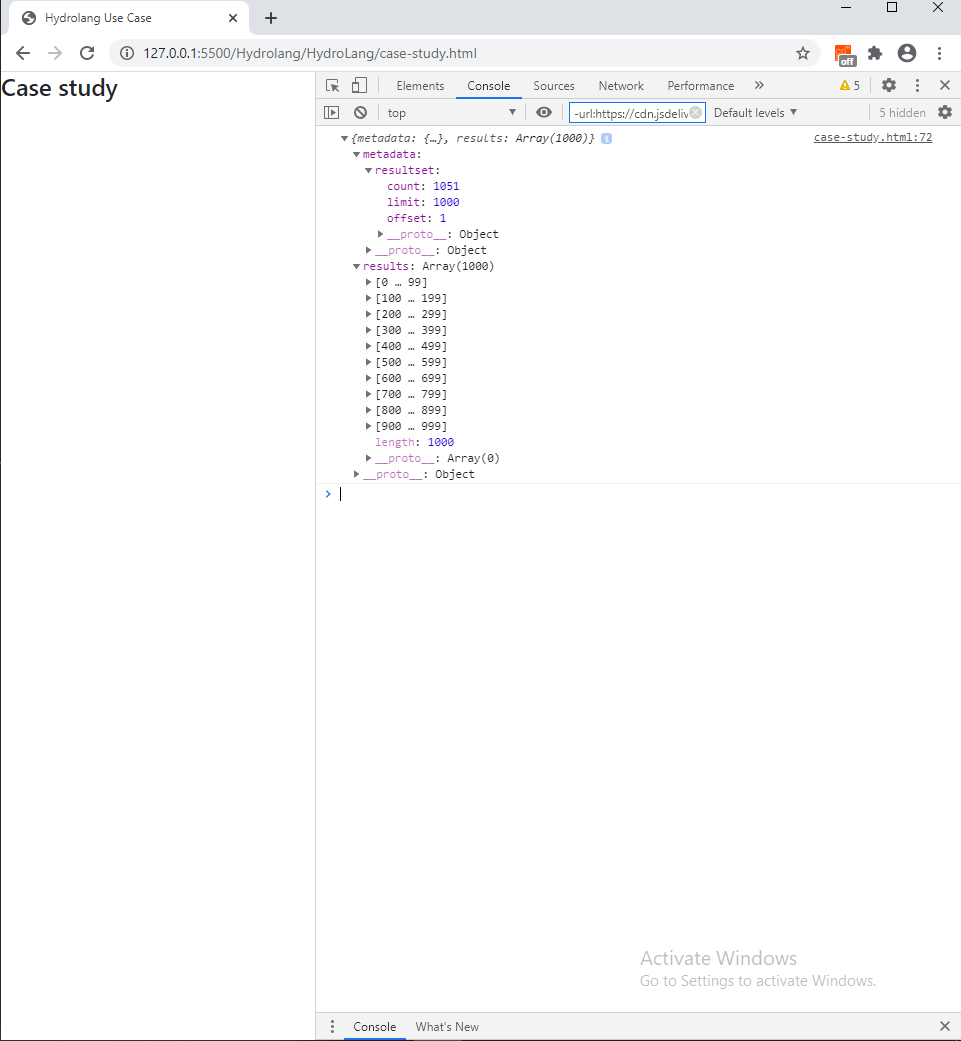 Hydrolang Use Case
127.0.0.1:5500/Hydrolang/HydroLang/case-study.html
off
Case study
Elements Console Sources Network Performance » 5
top -url:https://cdn.jsdeliv Default levels 5 hidden
{metadata: {…}, results: Array(1000)} i case-study.html:72
metadata:
resultset:
count: 1051
limit: 1000
offset: 1
__proto__: Object
__proto__: Object
results: Array(1000)
[0 … 99]
[100 … 199]
[200 … 299]
[300 … 399]
[400 … 499]
[500 … 599]
[600 … 699]
[700 … 799]
[800 … 899]
[900 … 999]
length: 1000
__proto__: Array(0)
__proto__: Object
Activate Windows
Go to Settings to activate Windows.
Console What's New